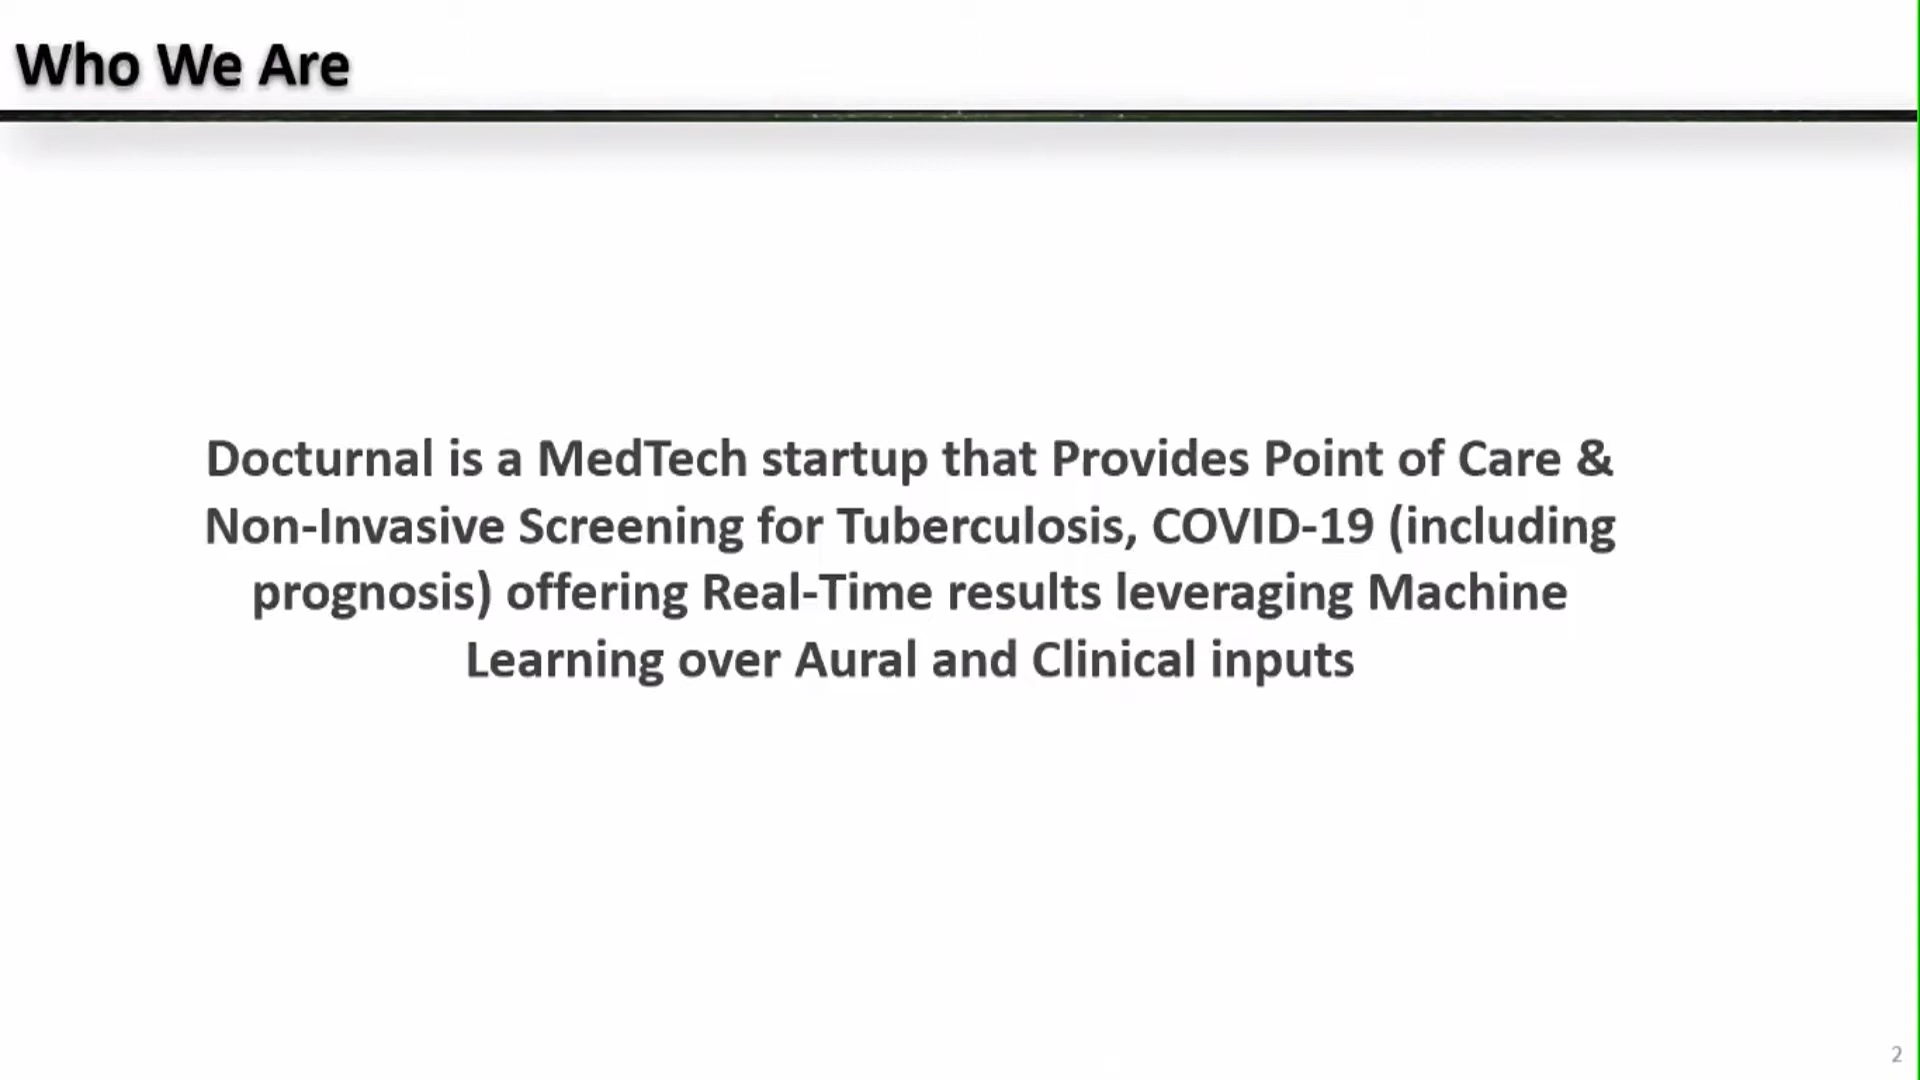 Who We Are
Docturnal is a MedTech startup that Provides Point of Care &
Non-Invasive Screening for Tuberculosis, COVID-19 (including
prognosis) offering Real-Time results leveraging Machine
Learning over Aural and Clinical inputs
2